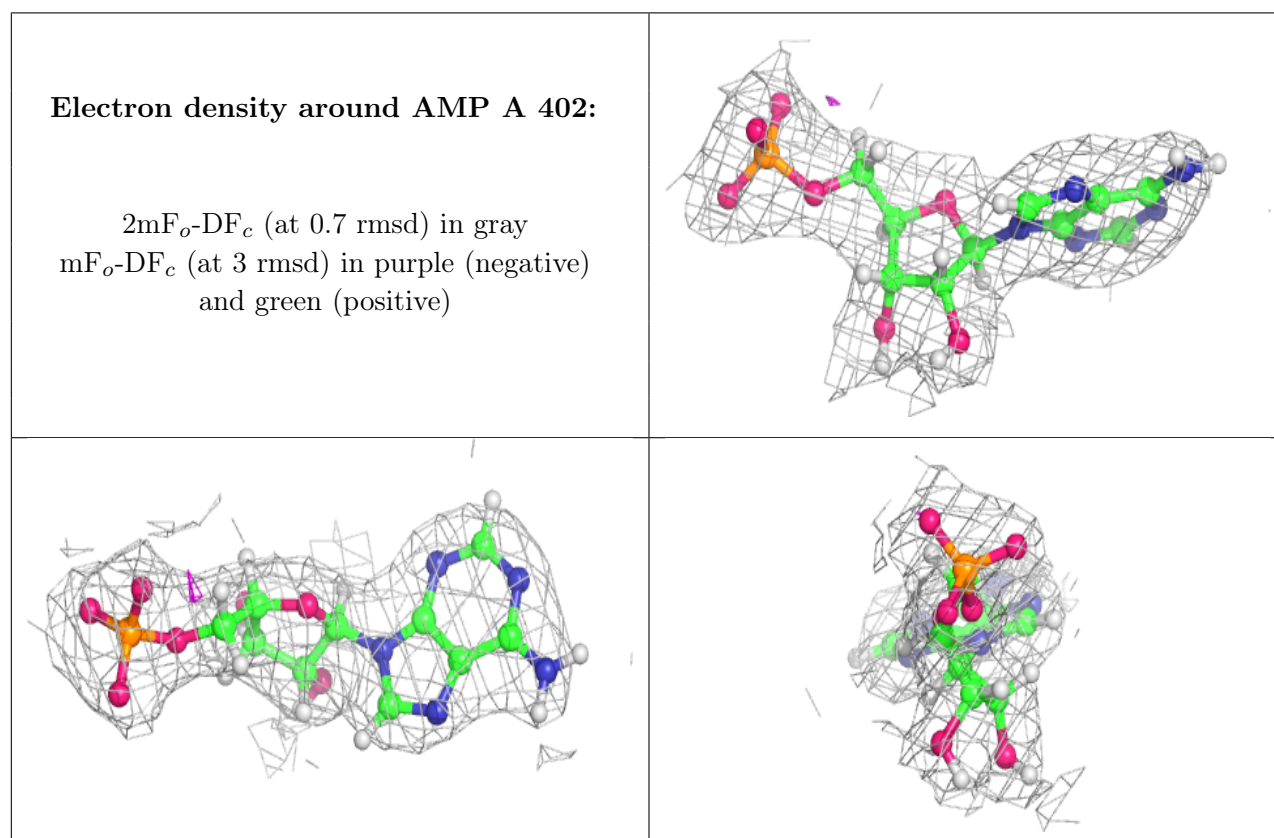 Electron density around AMP A 402:
2mFo-DFc (at 0.7 rmsd) in gray
mFo-DFc (at 3 rmsd) in purple (negative)
and green (positive)